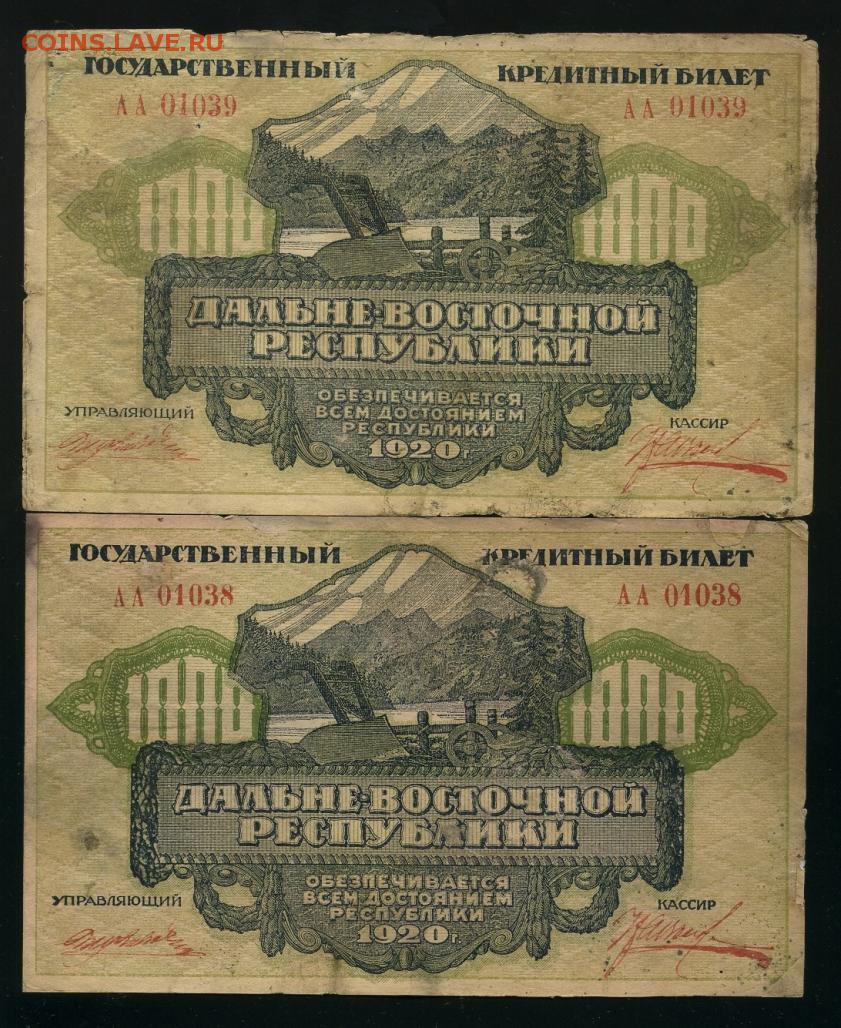 COINS.LAVE.RU
ГОСУДАРСТВЕННЫЙ КРЕДИТНЫЙ БИЛЕТ
АА 01039 АА 01039
1000 1000
ДАЛЬНЕ-ВОСТОЧНОЙ
РЕСПУБЛИКИ
ОБЕЗПЕЧИВАЕТСЯ
ВСЕМ ДОСТОЯНИЕМ
РЕСПУБЛИКИ
1920 г.
УПРАВЛЯЮЩИЙ КАССИР
ГОСУДАРСТВЕННЫЙ КРЕДИТНЫЙ БИЛЕТ
АА 01038 АА 01038
1000 1000
ДАЛЬНЕ-ВОСТОЧНОЙ
РЕСПУБЛИКИ
ОБЕЗПЕЧИВАЕТСЯ
ВСЕМ ДОСТОЯНИЕМ
РЕСПУБЛИКИ
1920 г.
УПРАВЛЯЮЩИЙ КАССИР